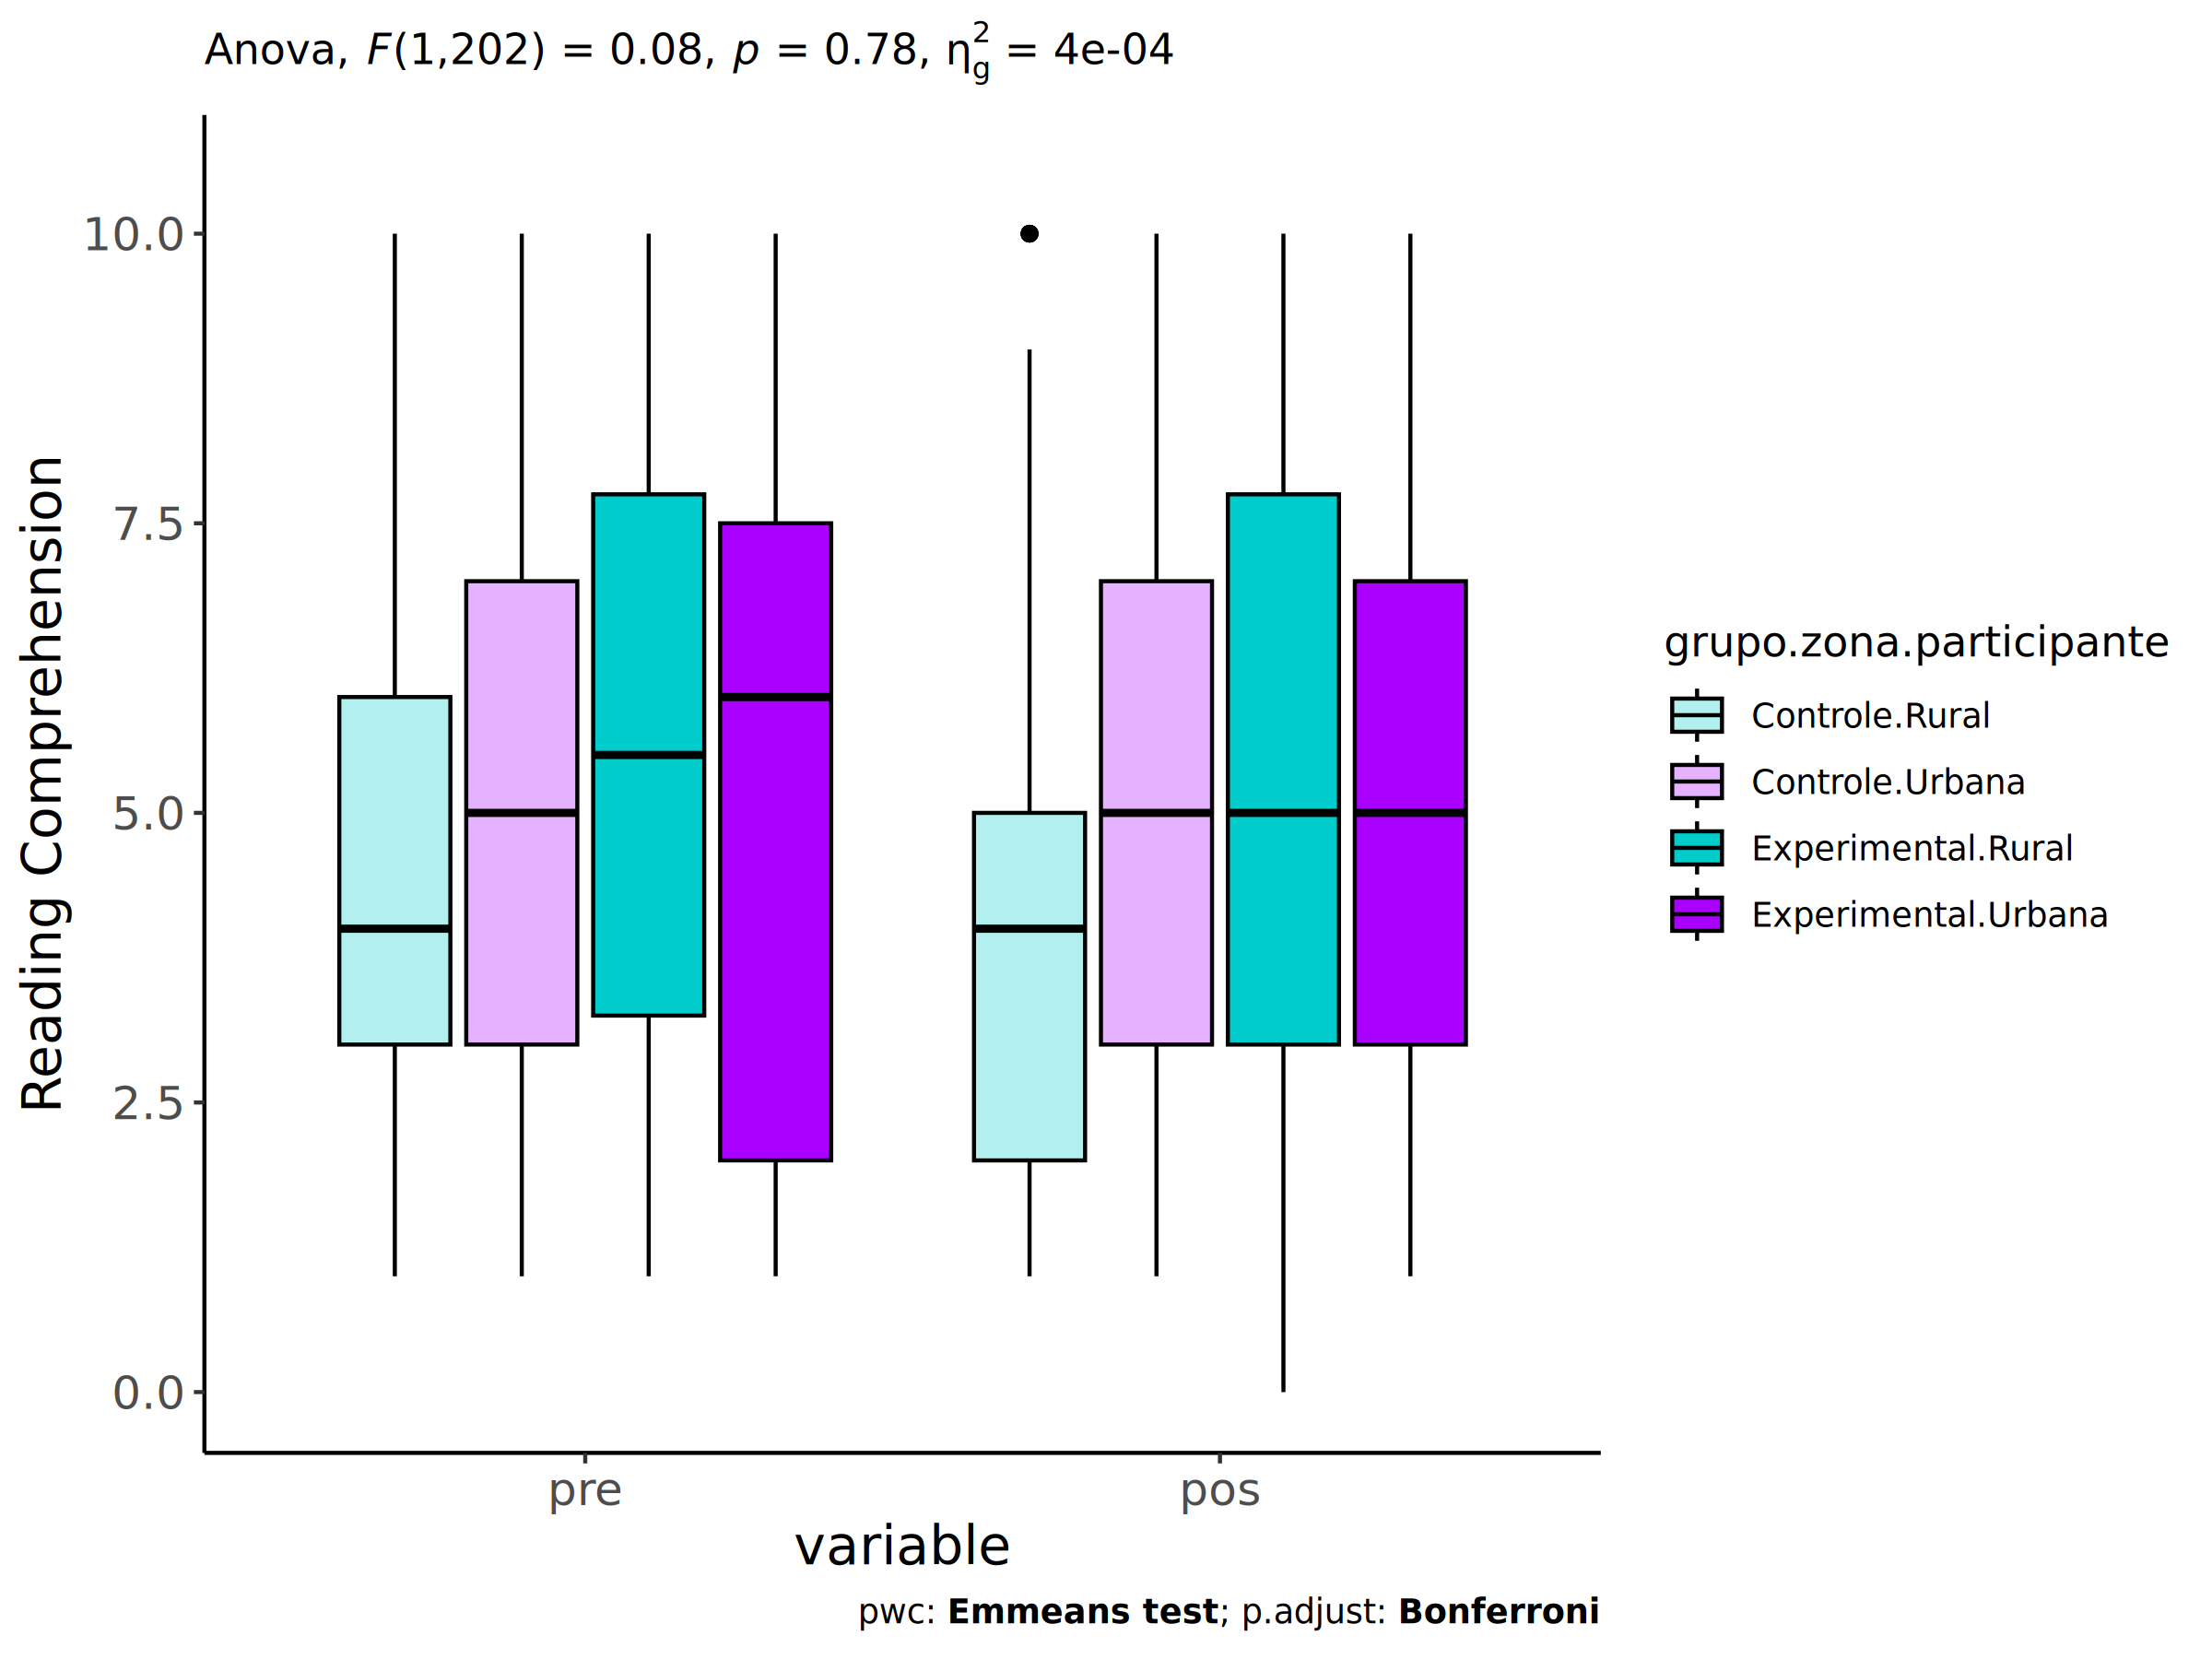 Anova, F(1,202) = 0.08, p = 0.78, η²g = 4e-04
Reading Comprehension
10.0
7.5
5.0
2.5
0.0
pre
pos
variable
grupo.zona.participante
Controle.Rural
Controle.Urbana
Experimental.Rural
Experimental.Urbana
pwc: Emmeans test; p.adjust: Bonferroni